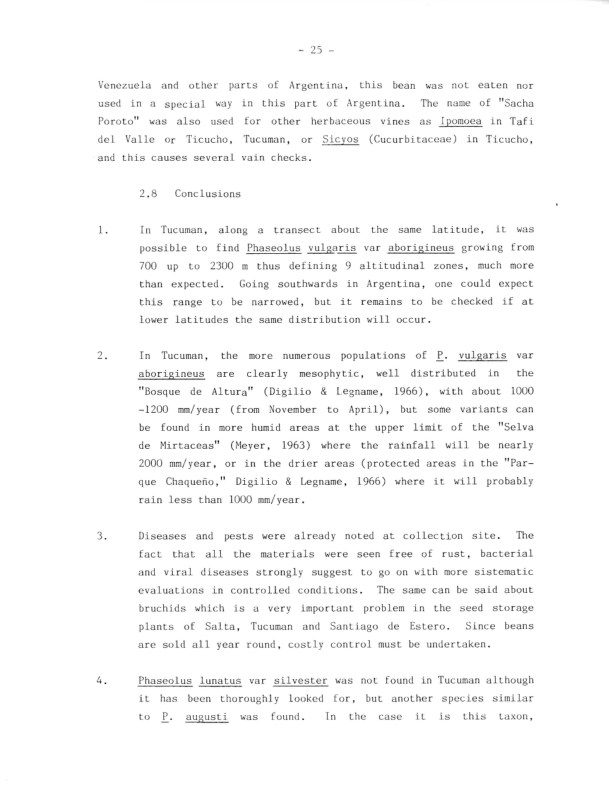 - 25 -
Venezuela and other parts of Argentina, this bean was not eaten nor
used in a special way in this part of Argentina. The name of "Sacha
Poroto" was also used for other herbaceous vines as Ipomoea in Tafi
del Valle or Ticucho, Tucuman, or Sicyos (Cucurbitaceae) in Ticucho,
and this causes several vain checks.
2.8 Conclusions
1. In Tucuman, along a transect about the same latitude, it was
possible to find Phaseolus vulgaris var aborigineus growing from
700 up to 2300 m thus defining 9 altitudinal zones, much more
than expected. Going southwards in Argentina, one could expect
this range to be narrowed, but it remains to be checked if at
lower latitudes the same distribution will occur.
2. In Tucuman, the more numerous populations of P. vulgaris var
aborigineus are clearly mesophytic, well distributed in the
"Bosque de Altura" (Digilio & Legname, 1966), with about 1000
-1200 mm/year (from November to April), but some variants can
be found in more humid areas at the upper limit of the "Selva
de Mirtaceas" (Meyer, 1963) where the rainfall will be nearly
2000 mm/year, or in the drier areas (protected areas in the "Par-
que Chaqueño," Digilio & Legname, 1966) where it will probably
rain less than 1000 mm/year.
3. Diseases and pests were already noted at collection site. The
fact that all the materials were seen free of rust, bacterial
and viral diseases strongly suggest to go on with more sistematic
evaluations in controlled conditions. The same can be said about
bruchids which is a very important problem in the seed storage
plants of Salta, Tucuman and Santiago de Estero. Since beans
are sold all year round, costly control must be undertaken.
4. Phaseolus lunatus var silvester was not found in Tucuman although
it has been thoroughly looked for, but another species similar
to P. augusti was found. In the case it is this taxon,